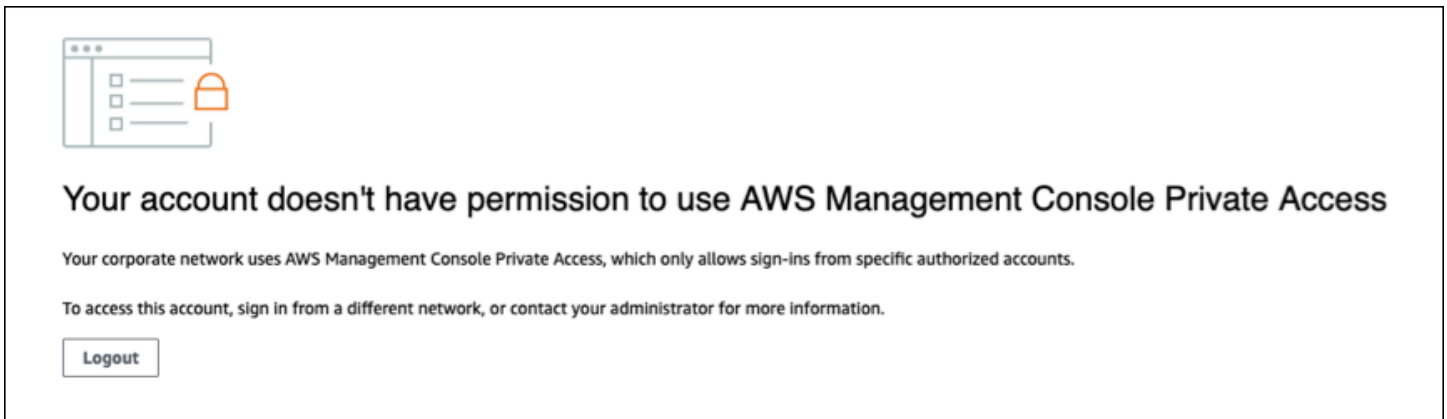 Your account doesn't have permission to use AWS Management Console Private Access
Your corporate network uses AWS Management Console Private Access, which only allows sign-ins from specific authorized accounts.
To access this account, sign in from a different network, or contact your administrator for more information.
Logout